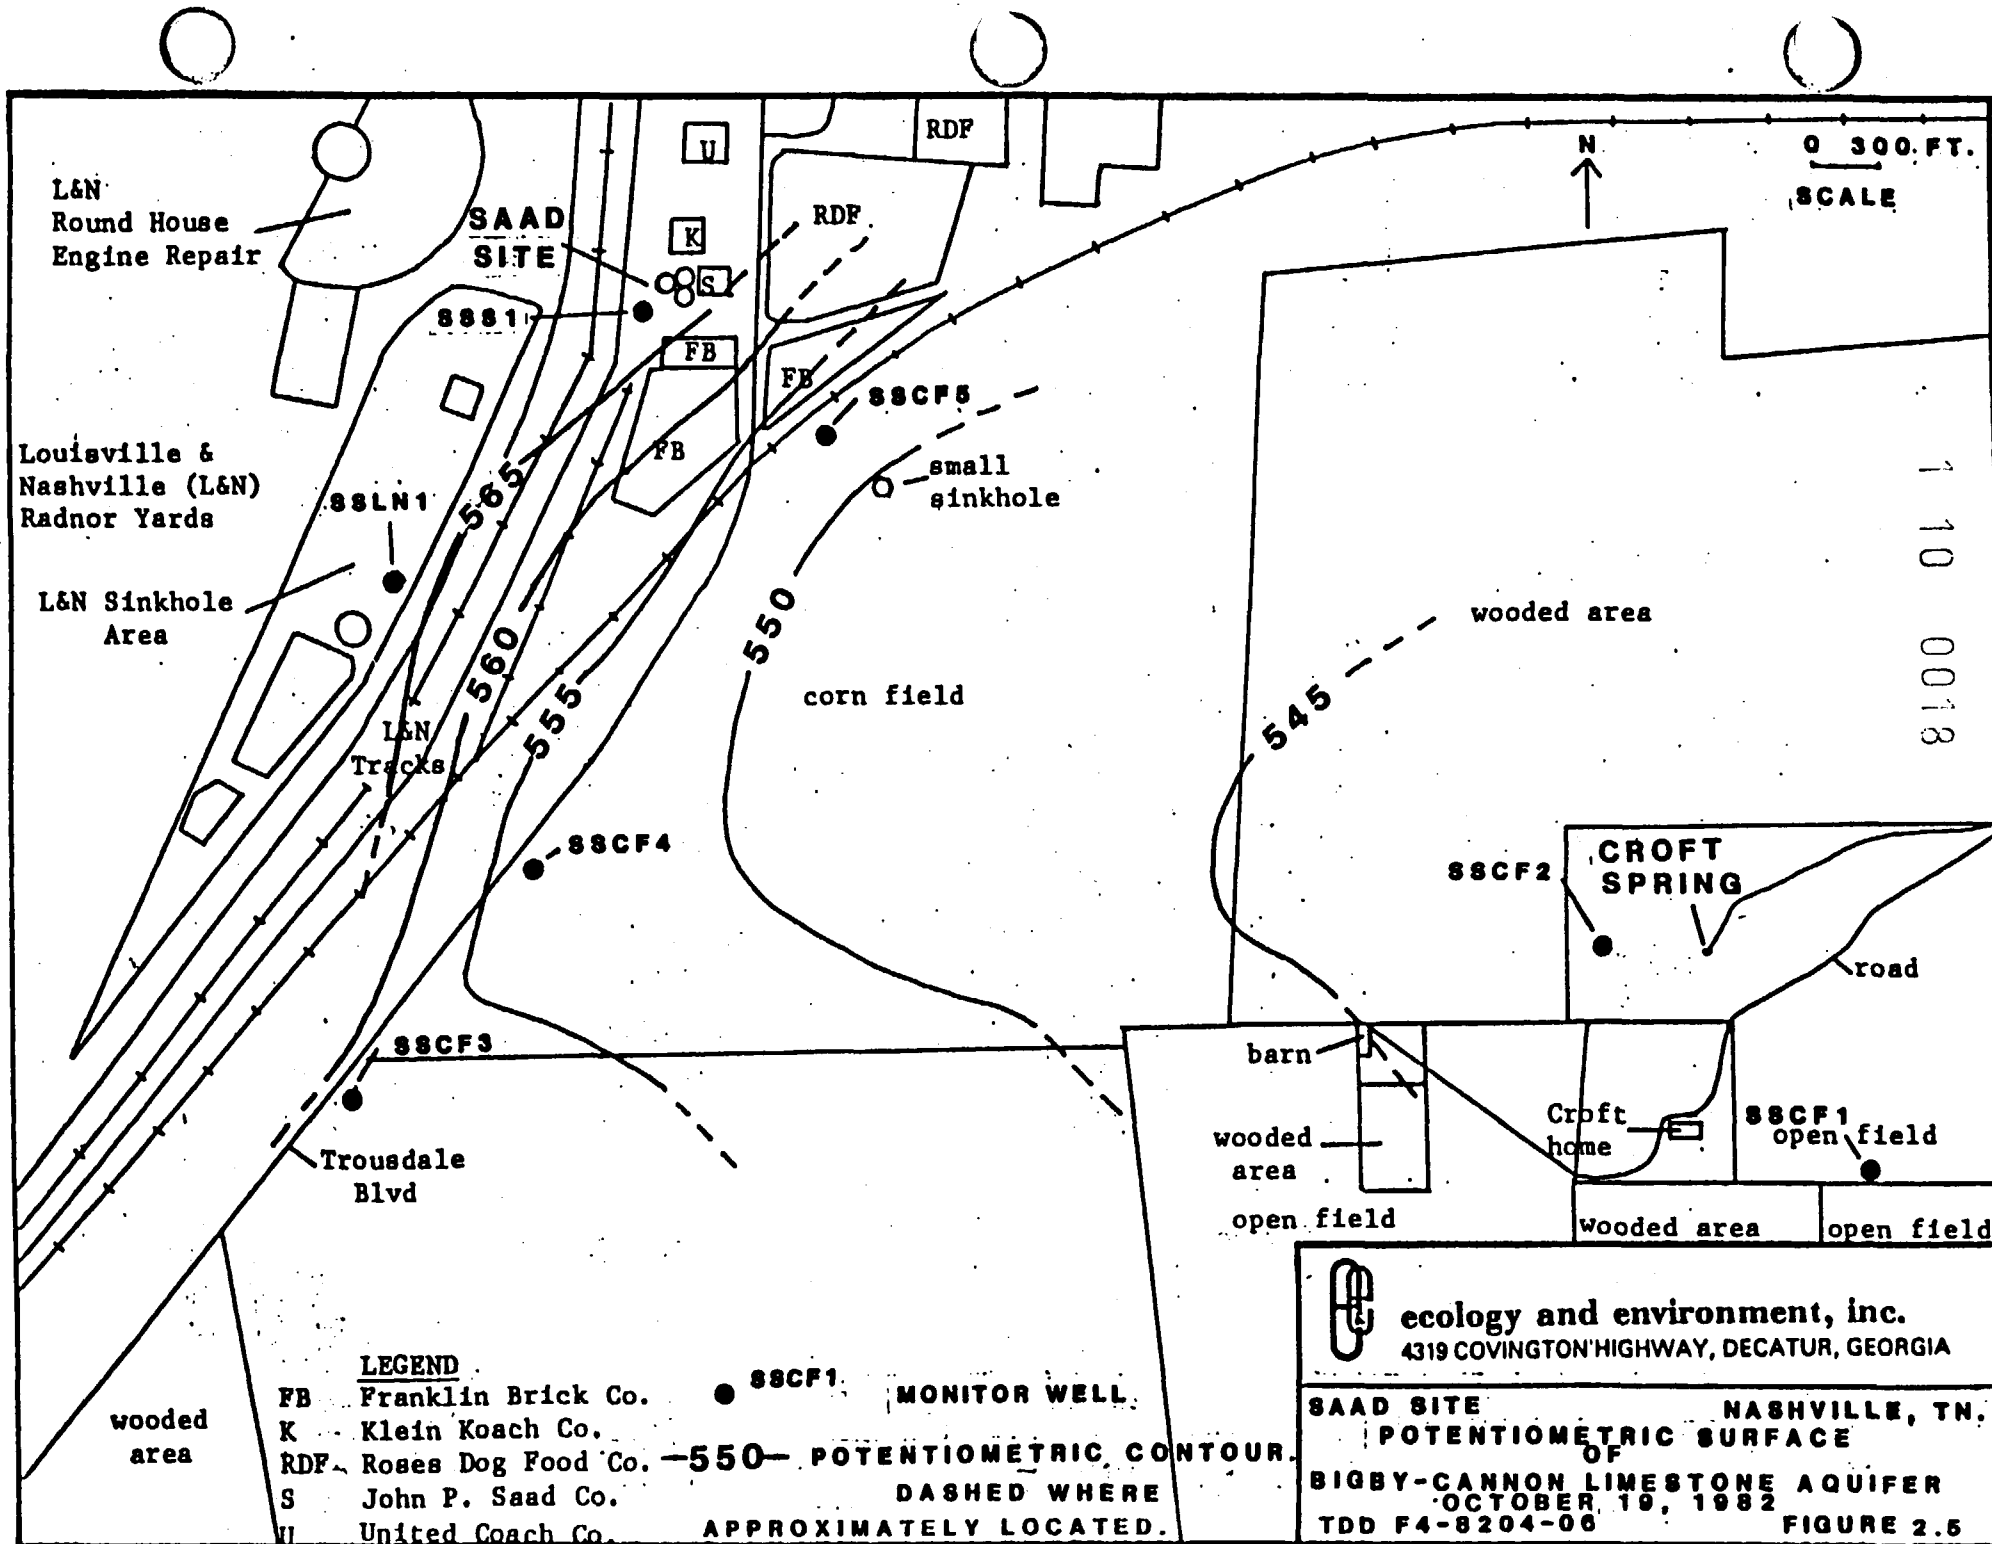 RDF
U
N
0 300 FT.
SCALE
L&N
Round House
Engine Repair
SAAD
SITE
RDF
K
S
SSS1
FB
FB
SSCF5
FB
small
sinkhole
Louisville &
Nashville (L&N)
Radnor Yards
SSLN1
565
L&N Sinkhole
Area
550
wooded area
1 10 0018
560
555
corn field
545
L&N
Tracks
SSCF4
SSCF2
CROFT
SPRING
road
SSCF3
barn
Croft
home
SSCF1
open field
wooded
area
Trousdale
Blvd
open field
wooded area
open field
ecology and environment, inc.
4319 COVINGTON HIGHWAY, DECATUR, GEORGIA
LEGEND
FB Franklin Brick Co.
K Klein Koach Co.
RDF Roses Dog Food Co.
S John P. Saad Co.
U United Coach Co.
SSCF1 MONITOR WELL
-550- POTENTIOMETRIC CONTOUR.
DASHED WHERE
APPROXIMATELY LOCATED.
wooded
area
SAAD SITE NASHVILLE, TN.
POTENTIOMETRIC SURFACE
OF
BIGBY-CANNON LIMESTONE AQUIFER
OCTOBER 19, 1982
TDD F4-8204-06 FIGURE 2.5